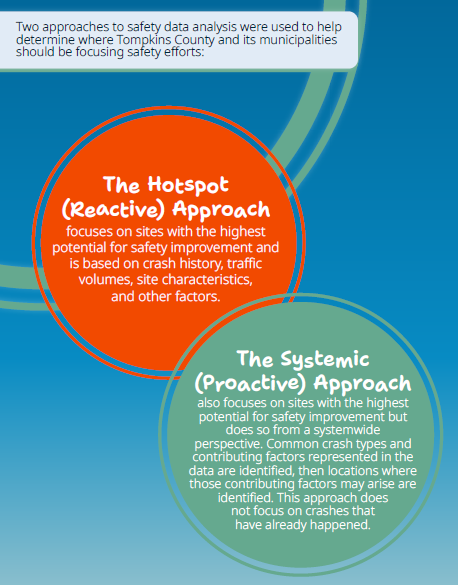 Two approaches to safety data analysis were used to help
determine where Tompkins County and its municipalities
should be focusing safety efforts:
The Hotspot
(Reactive) Approach
focuses on sites with the highest
potential for safety improvement and
is based on crash history, traffic
volumes, site characteristics,
and other factors.
The Systemic
(Proactive) Approach
also focuses on sites with the highest
potential for safety improvement but
does so from a systemwide
perspective. Common crash types and
contributing factors represented in the
data are identified, then locations where
those contributing factors may arise are
identified. This approach does
not focus on crashes that
have already happened.